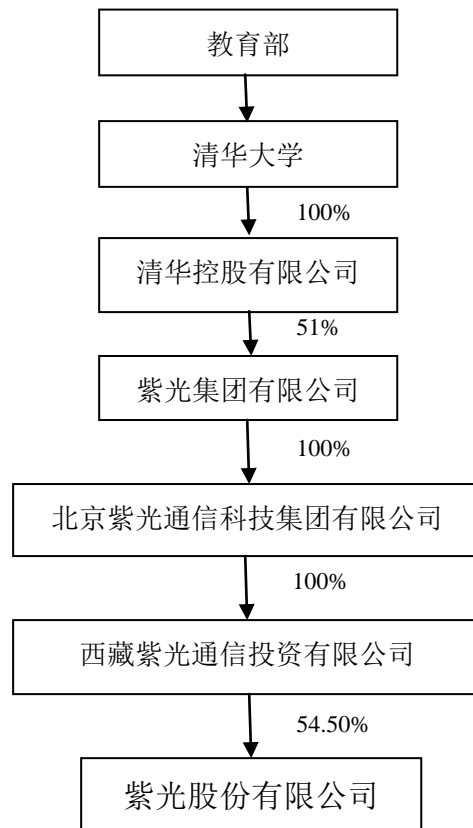 教育部
清华大学
100%
清华控股有限公司
51%
紫光集团有限公司
100%
北京紫光通信科技集团有限公司
100%
西藏紫光通信投资有限公司
54.50%
紫光股份有限公司